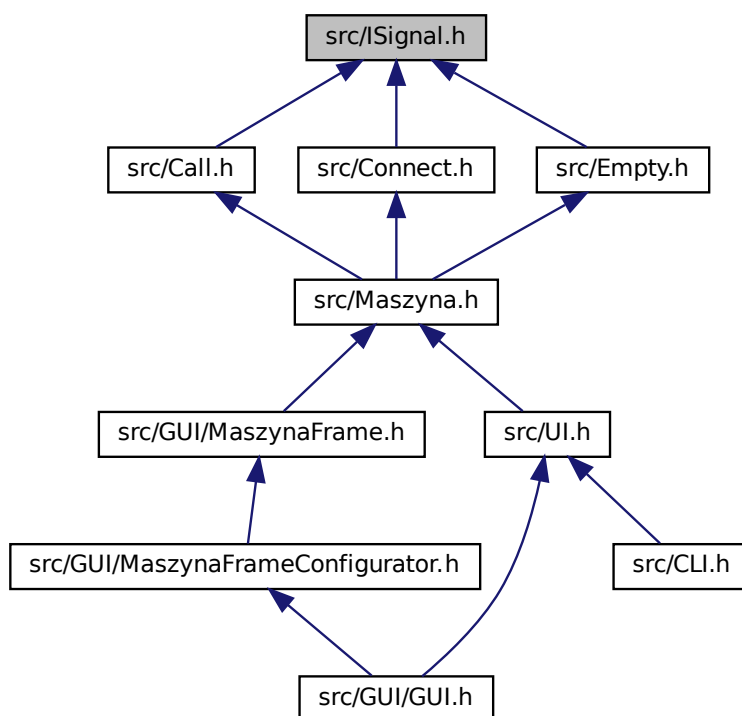 src/ISignal.h
src/Call.h
src/Connect.h
src/Empty.h
src/Maszyna.h
src/GUI/MaszynaFrame.h
src/UI.h
src/GUI/MaszynaFrameConfigurator.h
src/CLI.h
src/GUI/GUI.h